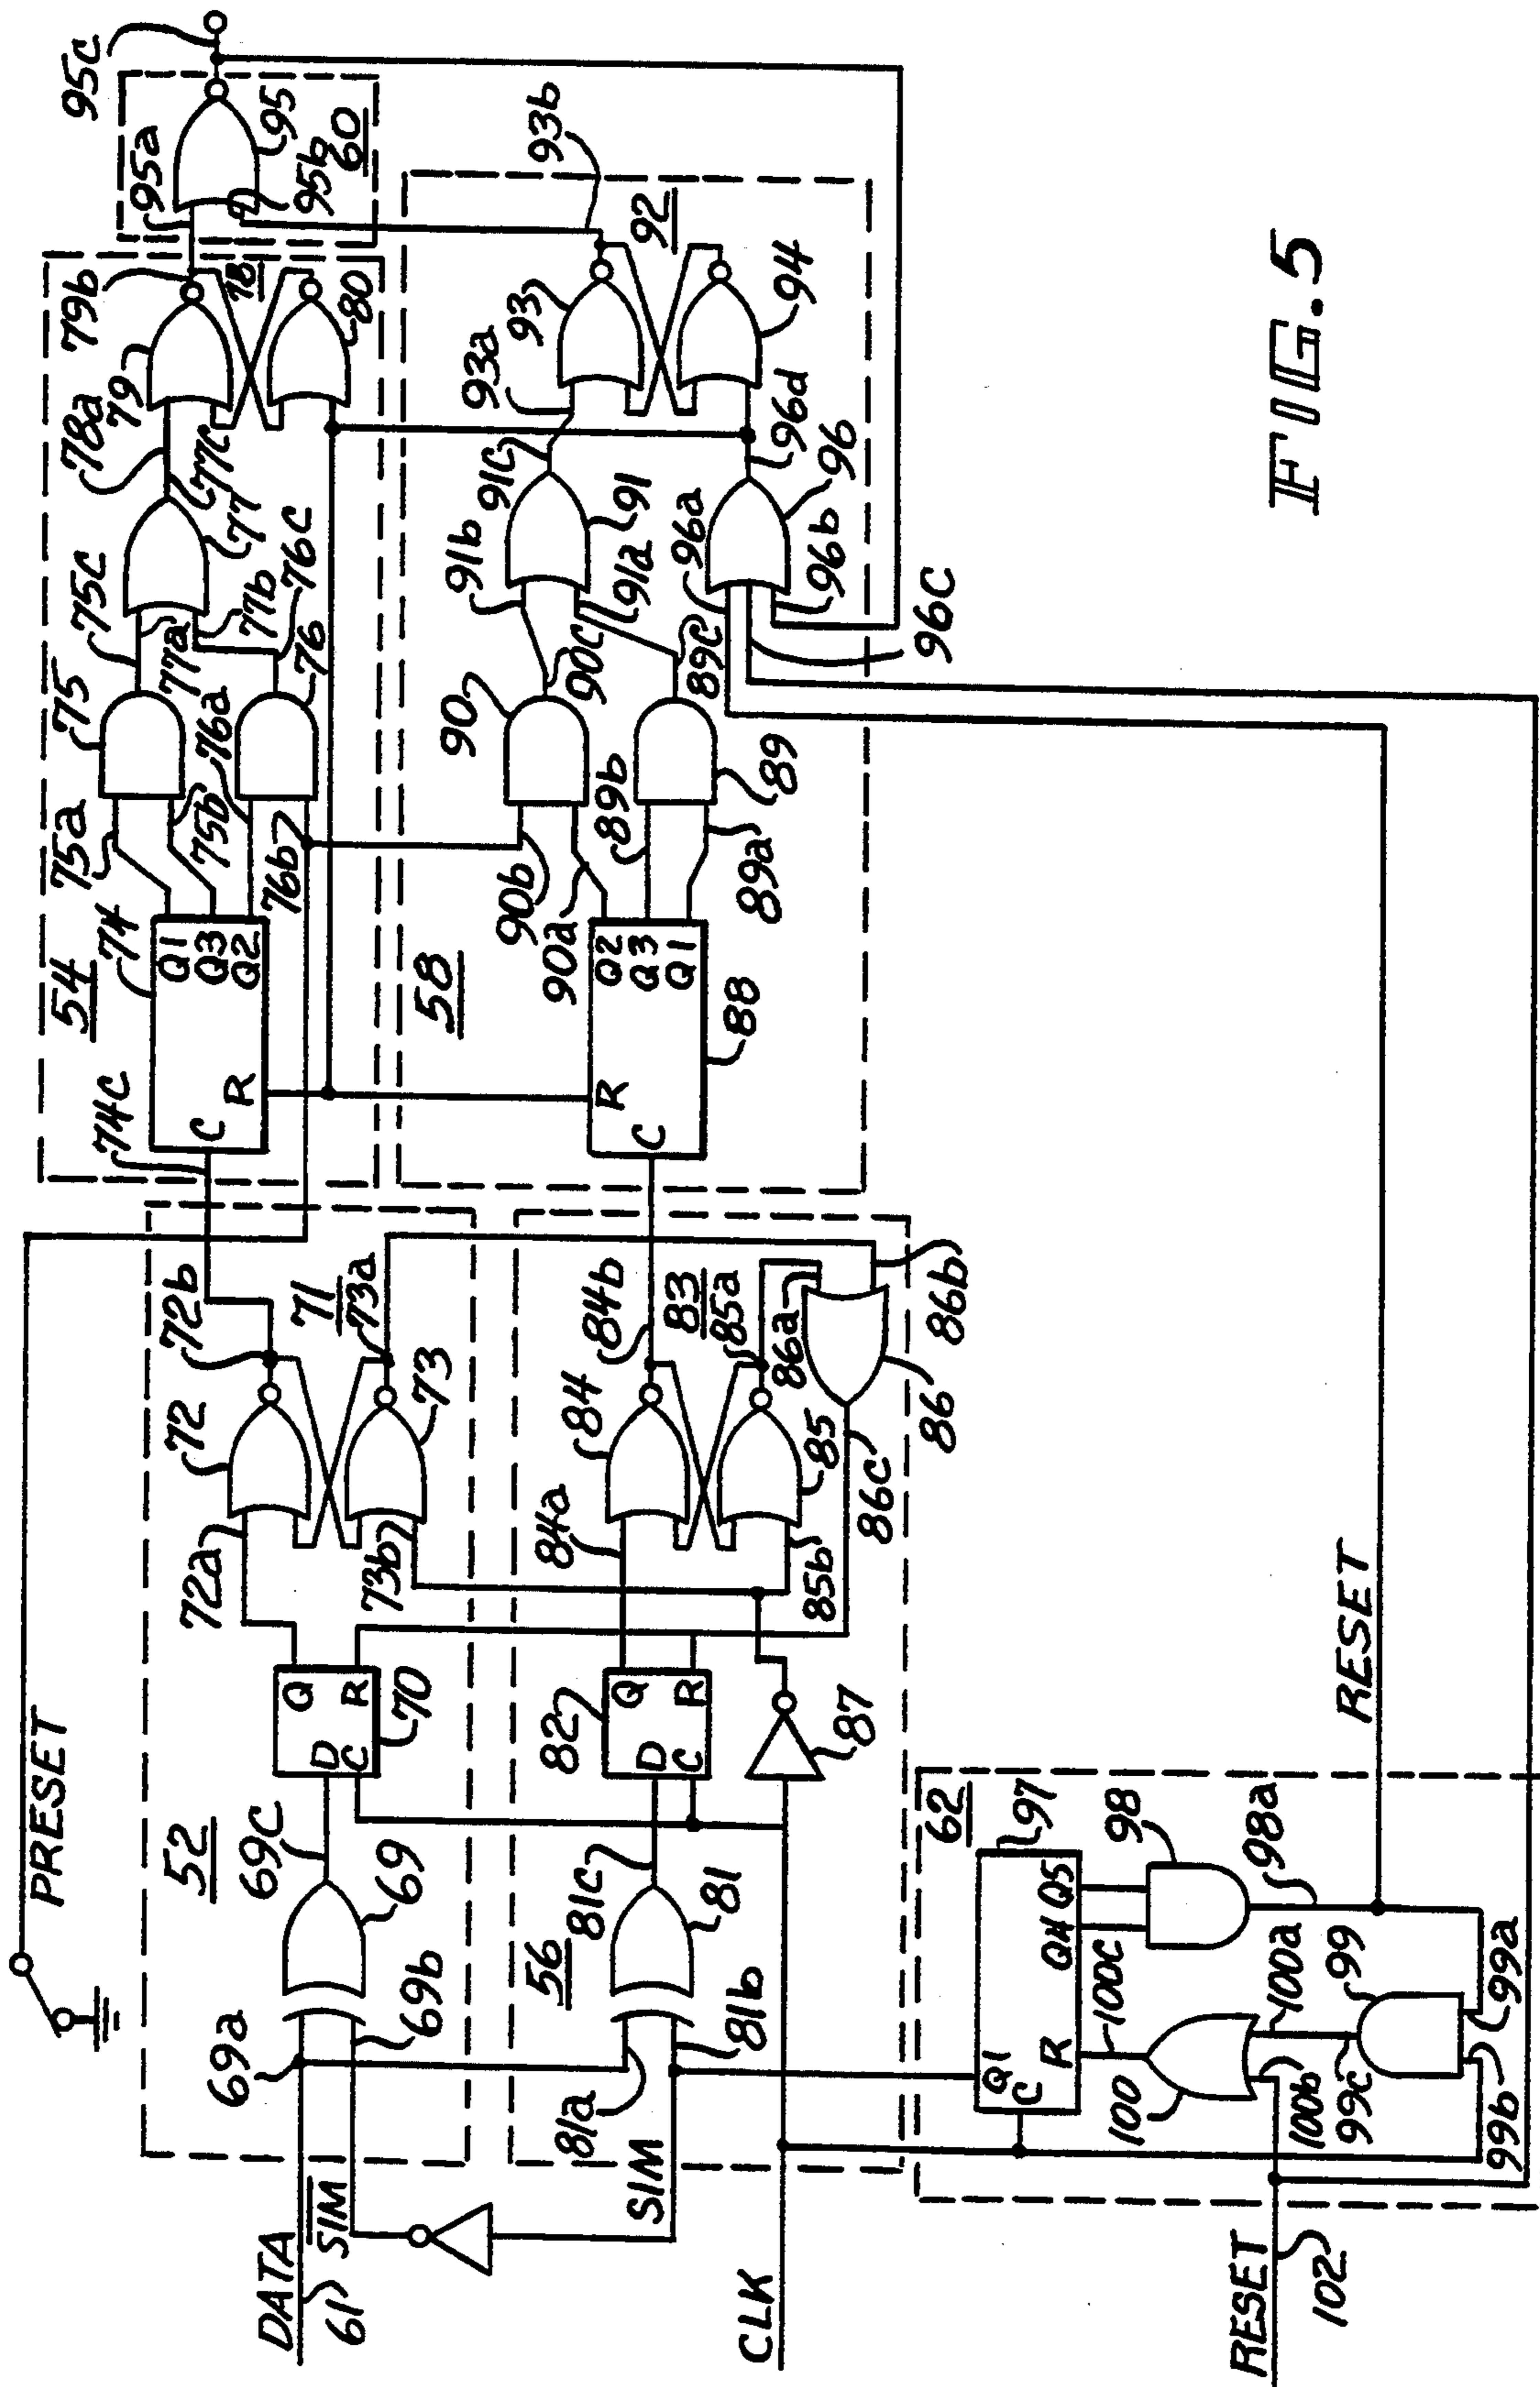 PRESET
54
74
74C
C
R
Q1
Q3
Q2
75a
75
75b
75C
76a
76b
76
76C
77a
77b
77
77C
78a
79
79b
78
80
95a
95
95b
95C
60
52
69a
69b
69
69C
D
C
Q
R
70
72a
72
72b
71
73a
73
73b
58
90b
90a
90
90C
89b
89a
89
89C
91b
91
91a
91C
93a
93
93b
92
94
R
C
Q2
Q3
Q1
88
96a
96
96b
96C
96d
DATA
61
SIM
SIM
56
81a
81b
81
81C
82
D
C
Q
R
84a
84
84b
83
85a
85
85b
86a
86b
86
86C
87
CLK
62
97
Q1
C
R
Q4
Q5
98
98a
100
100C
100a
100b
99
99a
99b
99C
RESET
102
RESET
FIG. 5